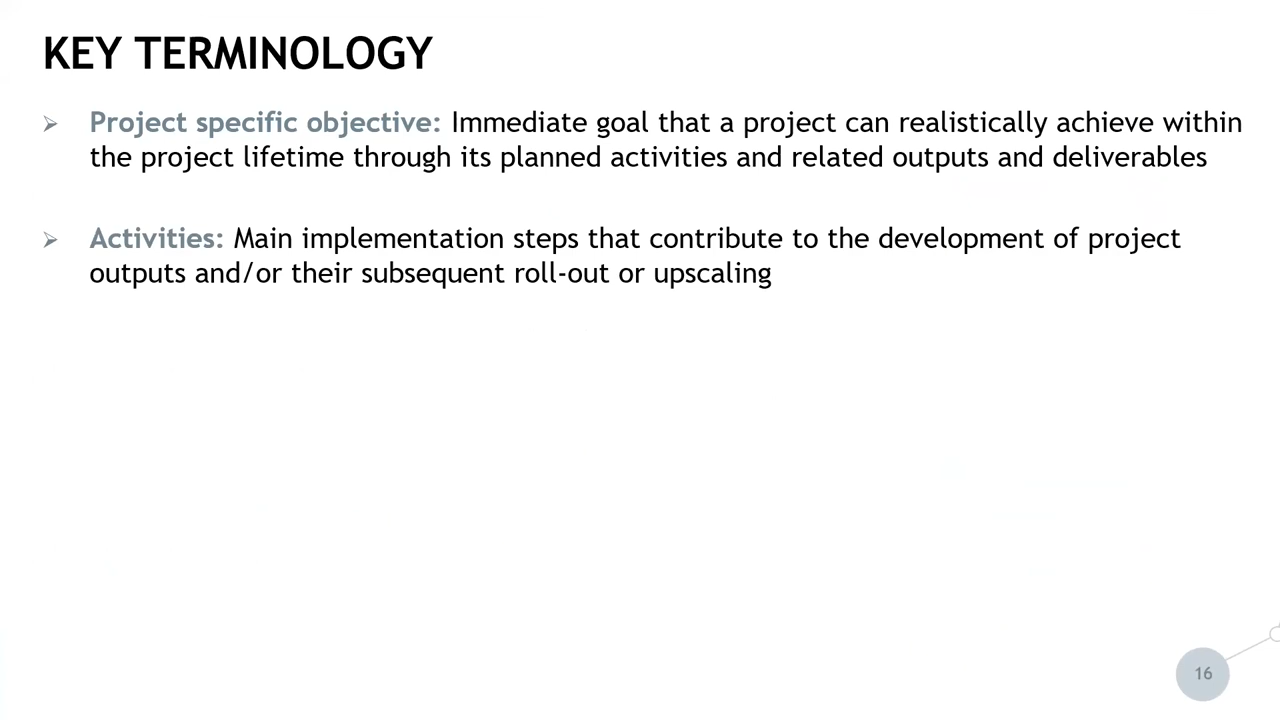 KEY TERMINOLOGY
Project specific objective: Immediate goal that a project can realistically achieve within
the project lifetime through its planned activities and related outputs and deliverables
Activities: Main implementation steps that contribute to the development of project
outputs and/or their subsequent roll-out or upscaling
16